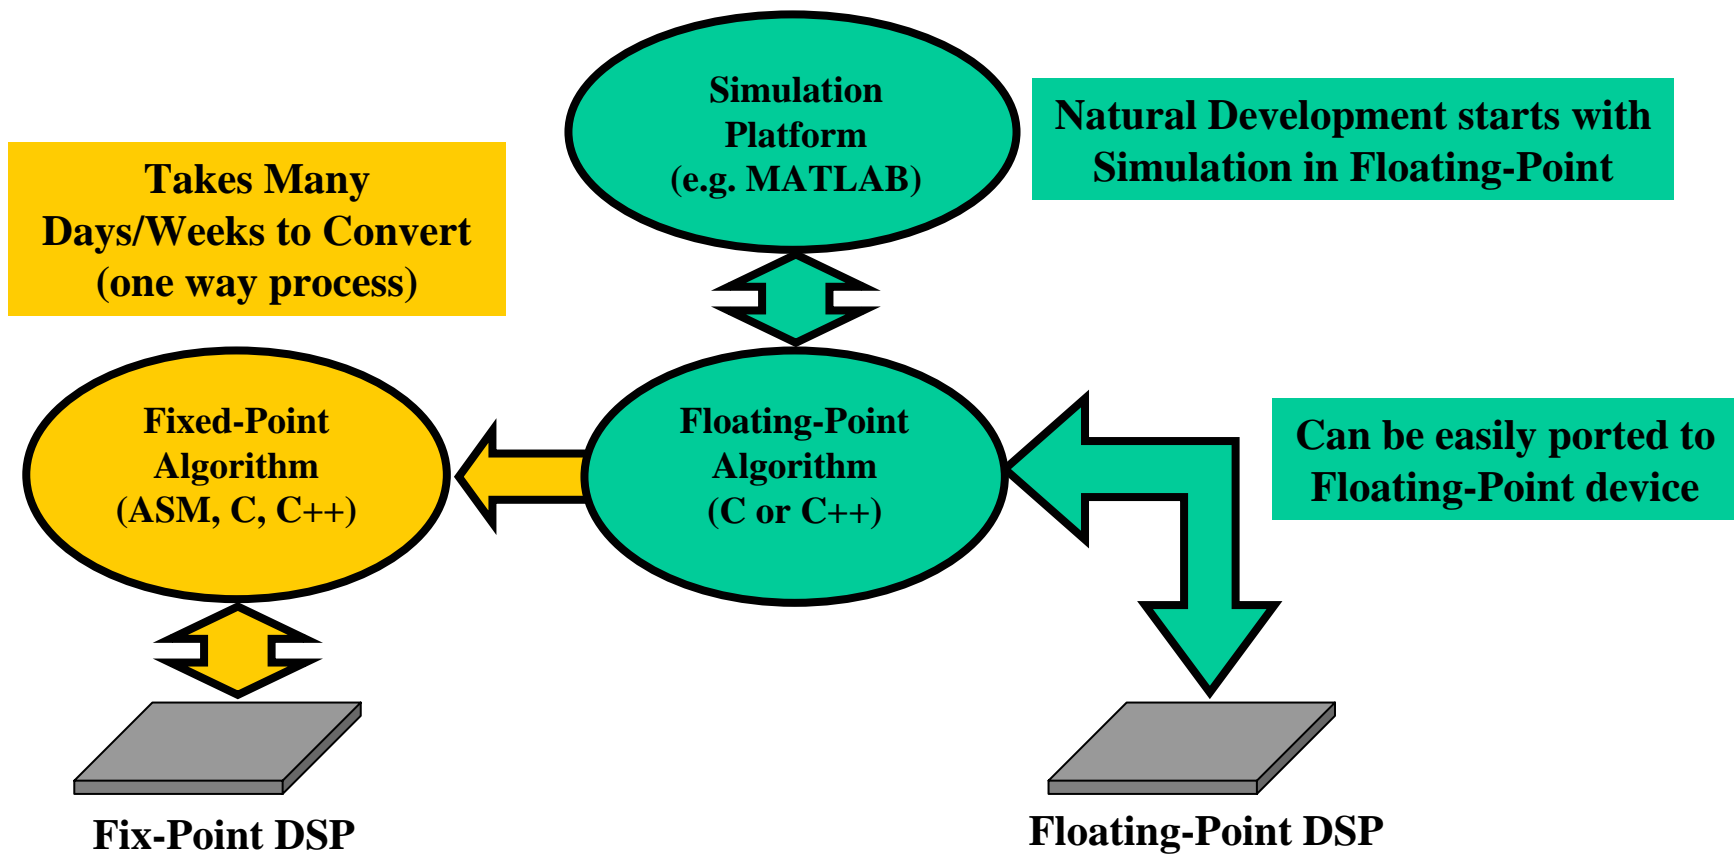 Simulation
Platform
(e.g. MATLAB)
Natural Development starts with
Simulation in Floating-Point
Takes Many
Days/Weeks to Convert
(one way process)
Fixed-Point
Algorithm
(ASM, C, C++)
Floating-Point
Algorithm
(C or C++)
Can be easily ported to
Floating-Point device
Fix-Point DSP
Floating-Point DSP